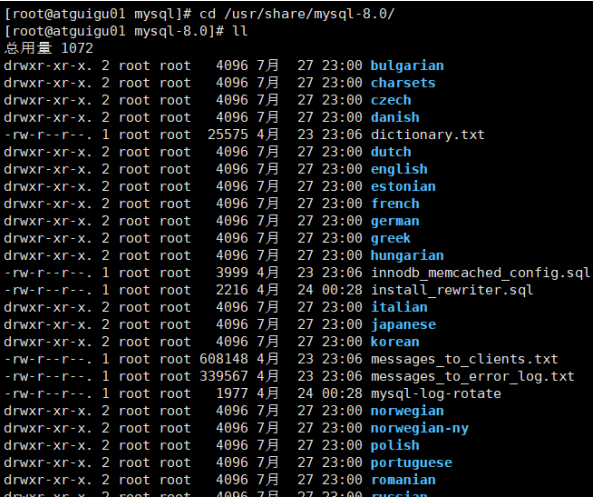 [root@atguigu01 mysql]# cd /usr/share/mysql-8.0/
[root@atguigu01 mysql-8.0]# ll
总用量 1072
drwxr-xr-x. 2 root root   4096 7月  27 23:00 bulgarian
drwxr-xr-x. 2 root root   4096 7月  27 23:00 charsets
drwxr-xr-x. 2 root root   4096 7月  27 23:00 czech
drwxr-xr-x. 2 root root   4096 7月  27 23:00 danish
-rw-r--r--. 1 root root  25575 4月  23 23:06 dictionary.txt
drwxr-xr-x. 2 root root   4096 7月  27 23:00 dutch
drwxr-xr-x. 2 root root   4096 7月  27 23:00 english
drwxr-xr-x. 2 root root   4096 7月  27 23:00 estonian
drwxr-xr-x. 2 root root   4096 7月  27 23:00 french
drwxr-xr-x. 2 root root   4096 7月  27 23:00 german
drwxr-xr-x. 2 root root   4096 7月  27 23:00 greek
drwxr-xr-x. 2 root root   4096 7月  27 23:00 hungarian
-rw-r--r--. 1 root root   3999 4月  23 23:06 innodb_memcached_config.sql
-rw-r--r--. 1 root root   2216 4月  24 00:28 install_rewriter.sql
drwxr-xr-x. 2 root root   4096 7月  27 23:00 italian
drwxr-xr-x. 2 root root   4096 7月  27 23:00 japanese
drwxr-xr-x. 2 root root   4096 7月  27 23:00 korean
-rw-r--r--. 1 root root 608148 4月  23 23:06 messages_to_clients.txt
-rw-r--r--. 1 root root 339567 4月  23 23:06 messages_to_error_log.txt
-rw-r--r--. 1 root root   1977 4月  24 00:28 mysql-log-rotate
drwxr-xr-x. 2 root root   4096 7月  27 23:00 norwegian
drwxr-xr-x. 2 root root   4096 7月  27 23:00 norwegian-ny
drwxr-xr-x. 2 root root   4096 7月  27 23:00 polish
drwxr-xr-x. 2 root root   4096 7月  27 23:00 portuguese
drwxr-xr-x. 2 root root   4096 7月  27 23:00 romanian
drwxr-xr-x. 2 root root   4096 7月  27 23:00 russian